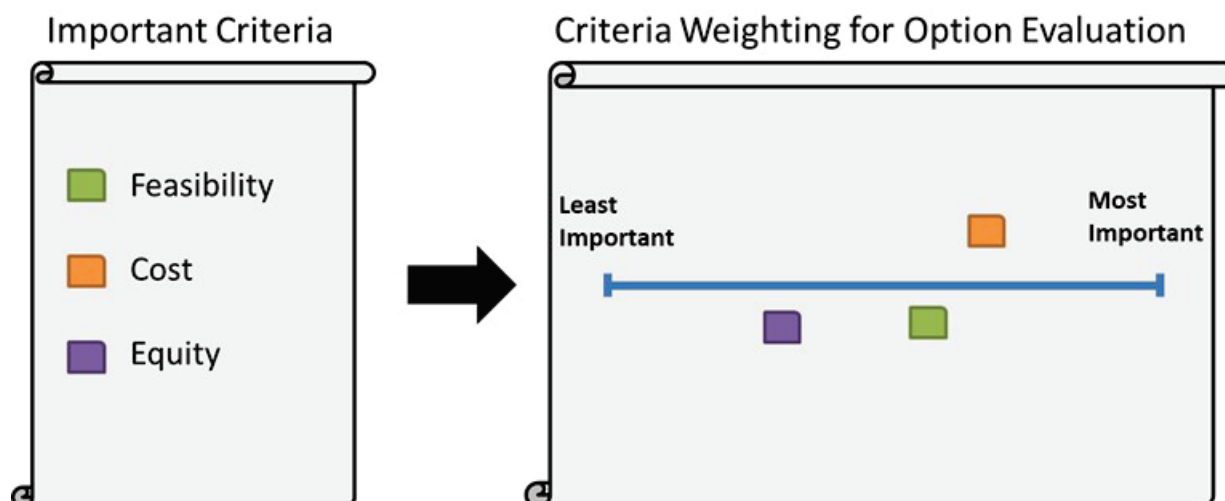 Important Criteria
Feasibility
Cost
Equity
Criteria Weighting for Option Evaluation
Least
Important
Most
Important